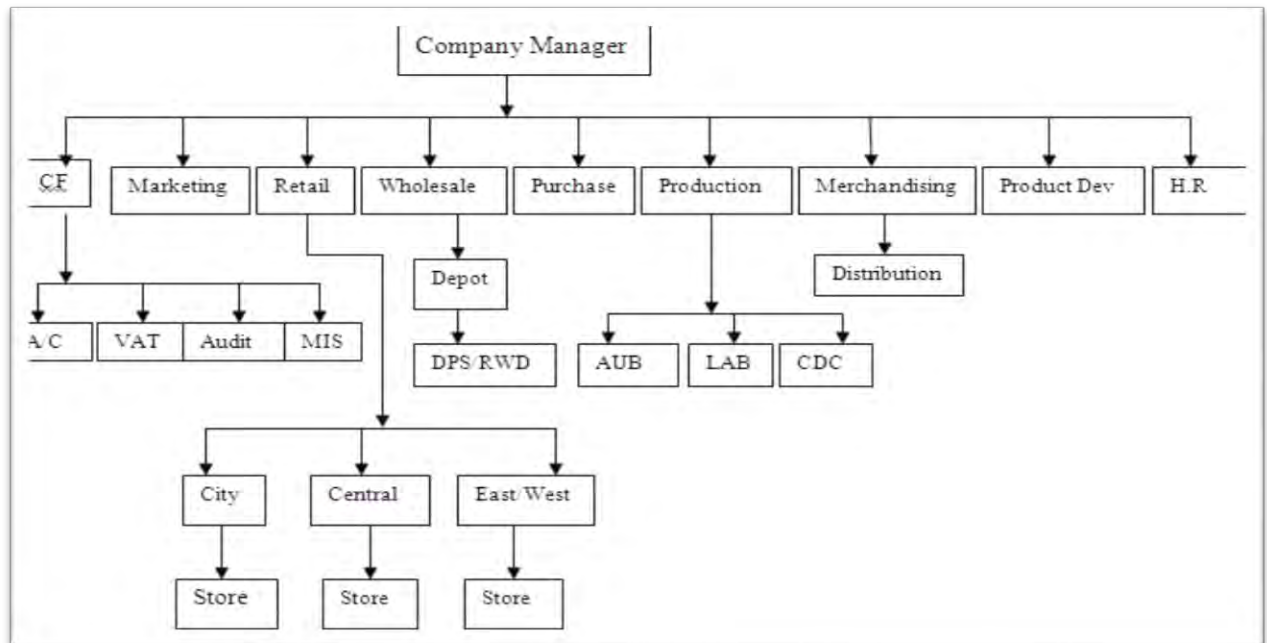 Company Manager
CF
Marketing
Retail
Wholesale
Purchase
Production
Merchandising
Product Dev
H.R
Depot
Distribution
A/C
VAT
Audit
MIS
DPS/RWD
AUB
LAB
CDC
City
Central
East/West
Store
Store
Store